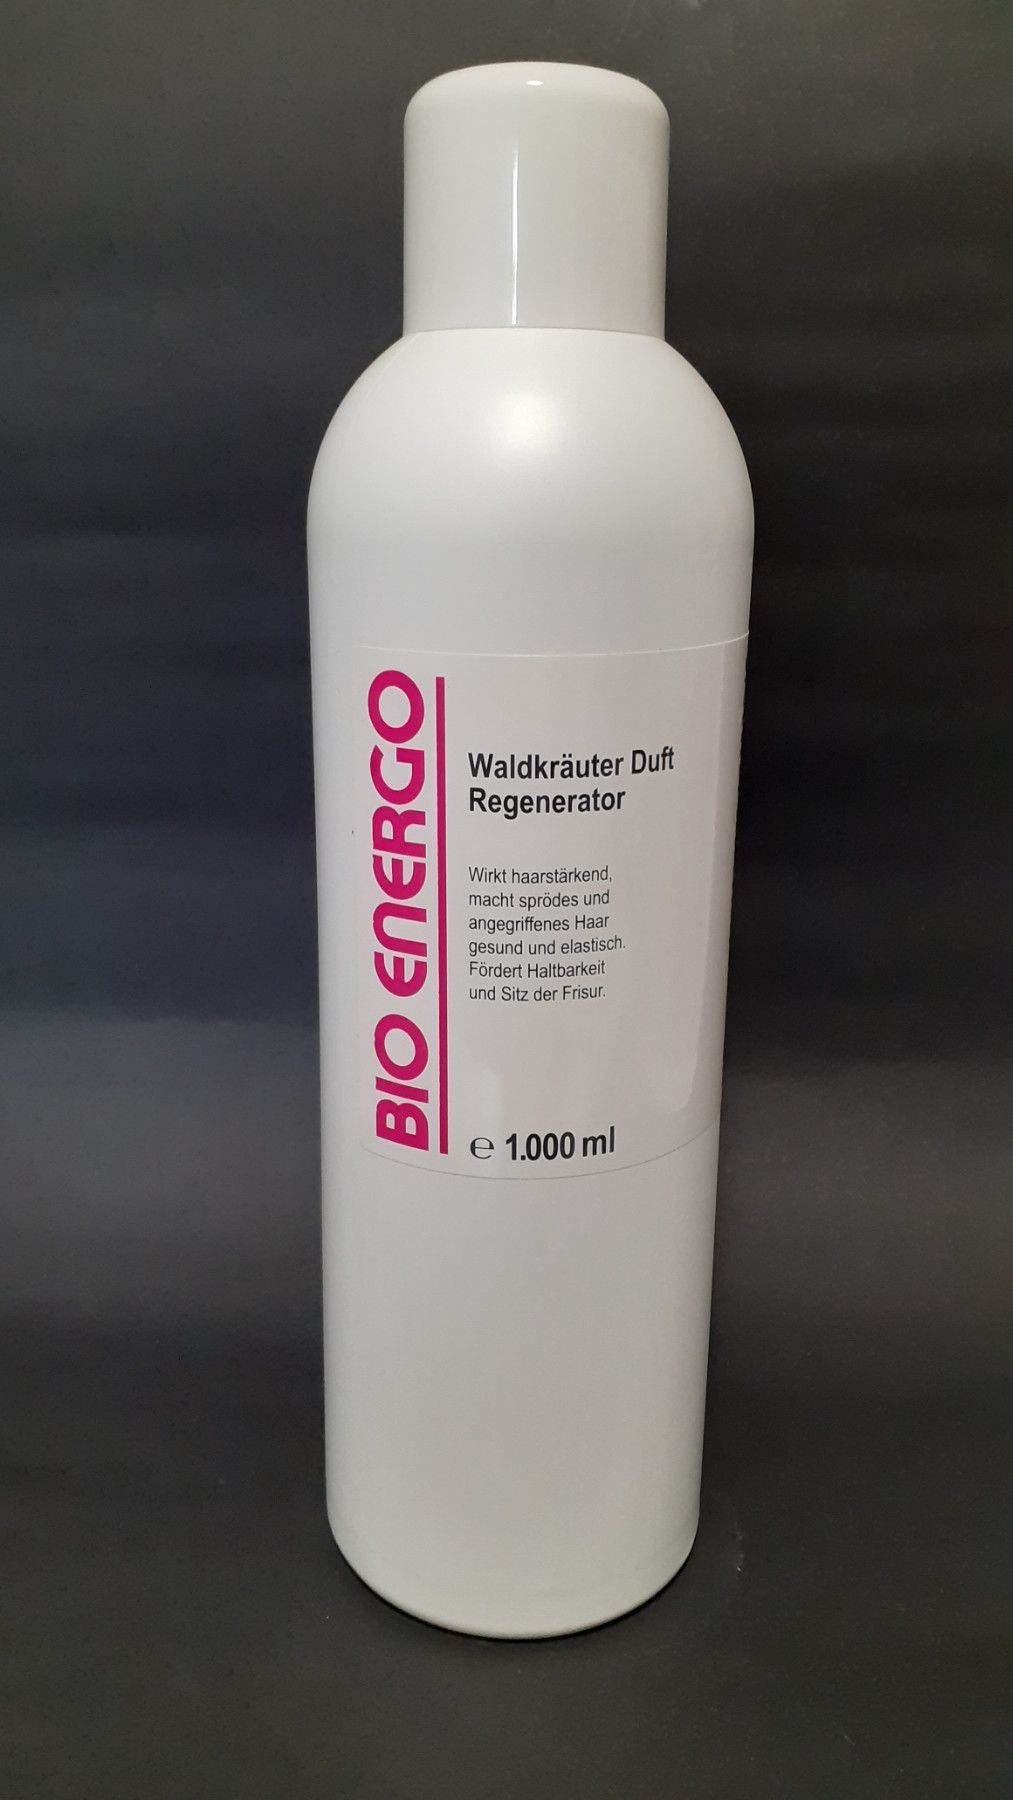 BIO ENERGO
Waldkräuter Duft
Regenerator
Wirkt haarstärkend,
macht sprödes und
angegriffenes Haar
gesund und elastisch.
Fördert Haltbarkeit
und Sitz der Frisur.
℮ 1.000 ml